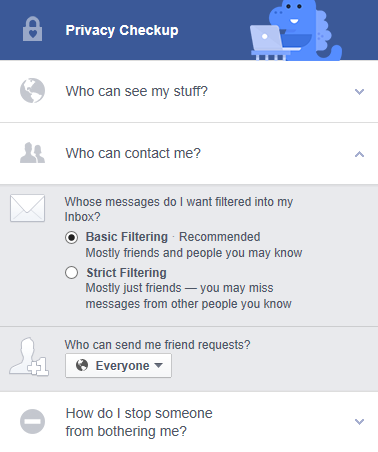 Privacy Checkup
Who can see my stuff?
Who can contact me?
Whose messages do I want filtered into my
Inbox?
Basic Filtering · Recommended
Mostly friends and people you may know
Strict Filtering
Mostly just friends — you may miss
messages from other people you know
Who can send me friend requests?
+1
Everyone
How do I stop someone
from bothering me?